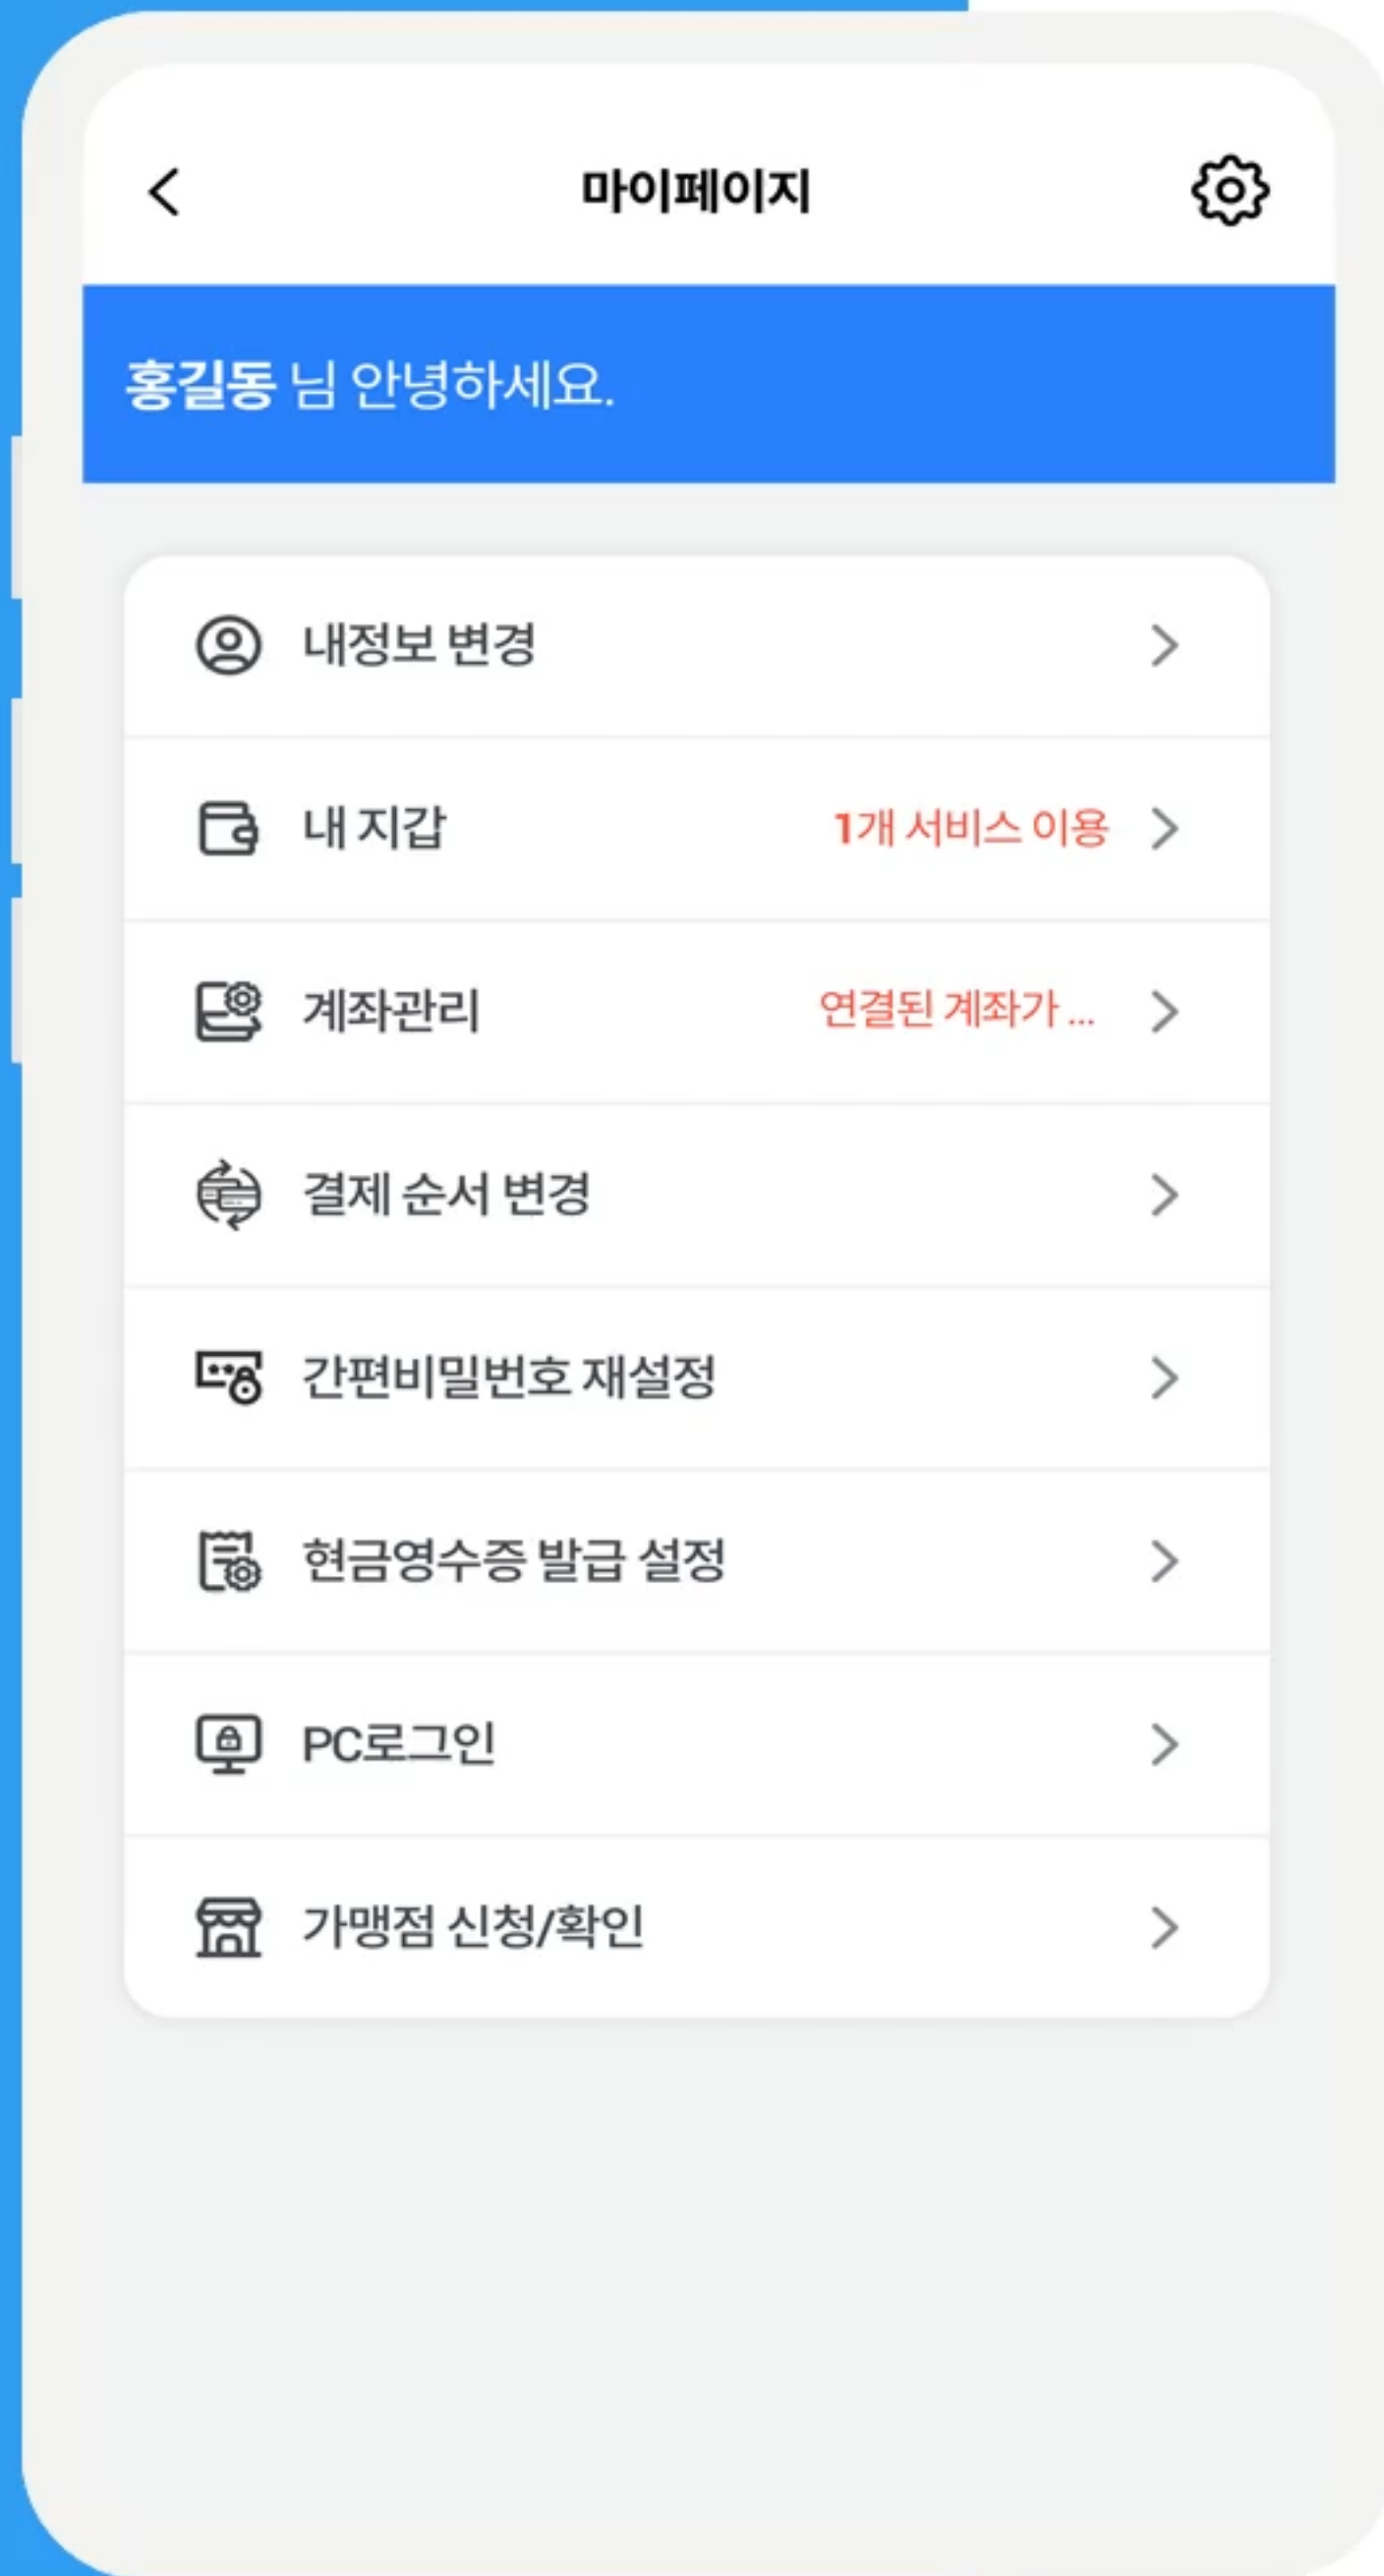 마이페이지
홍길동 님 안녕하세요.
내정보 변경
내 지갑 1개 서비스 이용
계좌관리 연결된 계좌가 ...
결제 순서 변경
간편비밀번호 재설정
현금영수증 발급 설정
PC로그인
가맹점 신청/확인